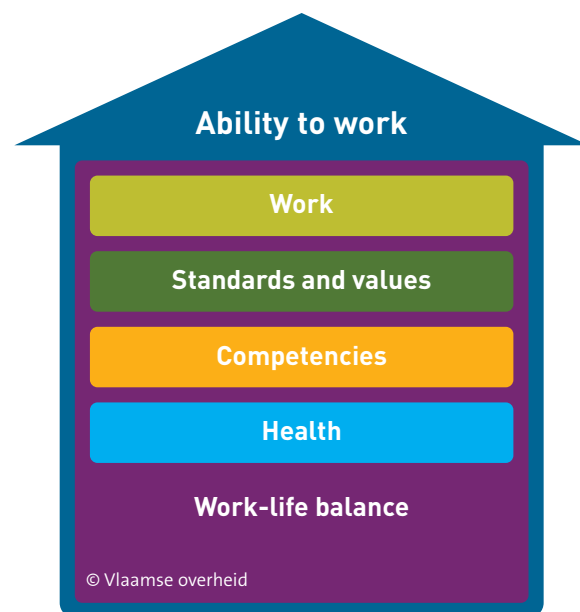 Ability to work
Work
Standards and values
Competencies
Health
Work-life balance
© Vlaamse overheid